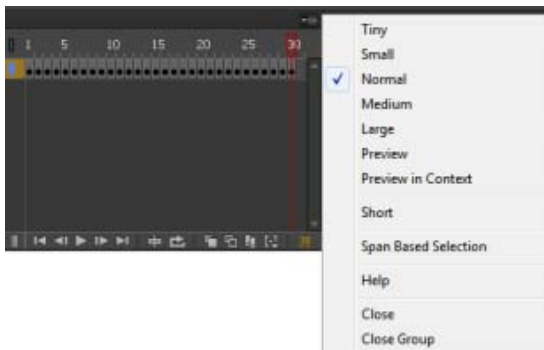 1 5 10 15 20 25 30
Tiny
Small
Normal
Medium
Large
Preview
Preview in Context
Short
Span Based Selection
Help
Close
Close Group